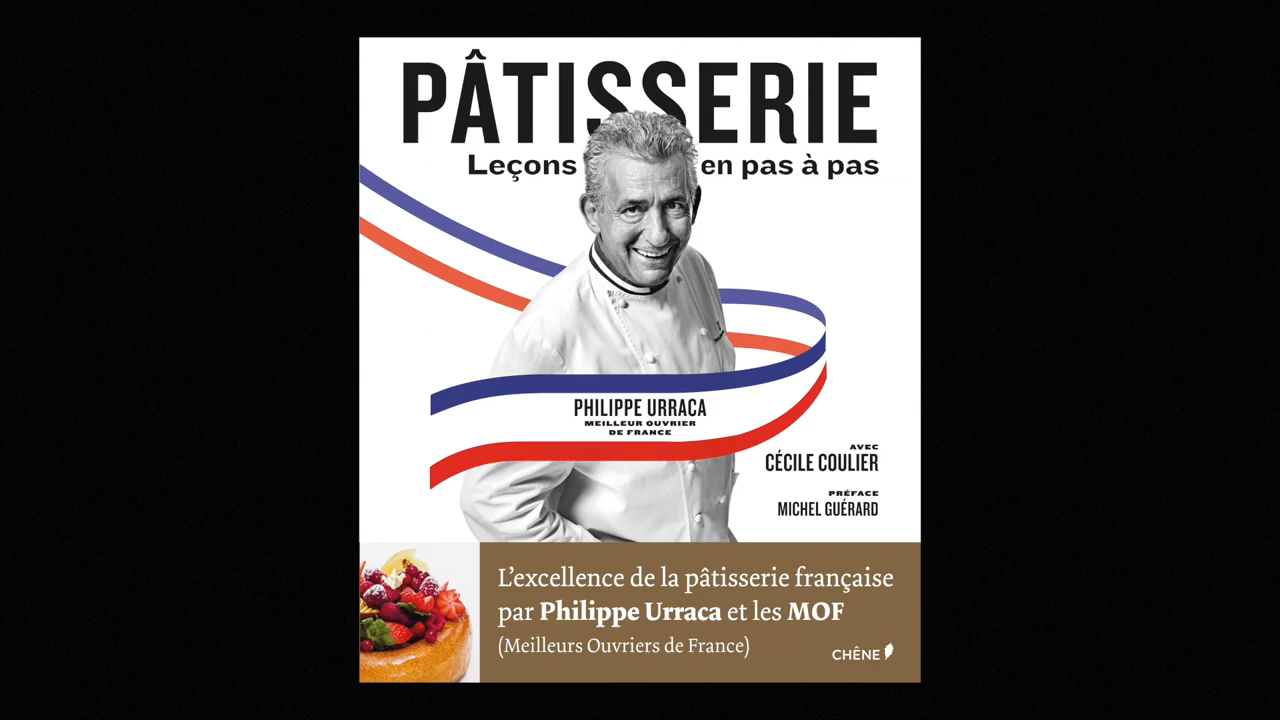 PÂTISSERIE
Leçons en pas à pas
PHILIPPE URRACA
MEILLEUR OUVRIER
DE FRANCE
AVEC
CÉCILE COULIER
PRÉFACE
MICHEL GUÉRARD
L'excellence de la pâtisserie française
par Philippe Urraca et les MOF
(Meilleurs Ouvriers de France)
CHÊNE